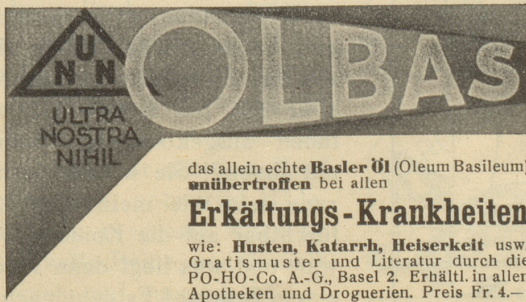 U
N N
OLBAS
ULTRA
NOSTRA
NIHIL
das allein echte Basler Öl (Oleum Basileum)
unübertroffen bei allen
Erkältungs-Krankheiten
wie: Husten, Katarrh, Heiserkeit usw.
Gratismuster und Literatur durch die
PO-HO-Co. A.-G., Basel 2. Erhältl. in allen
Apotheken und Droguerien. Preis Fr. 4.—